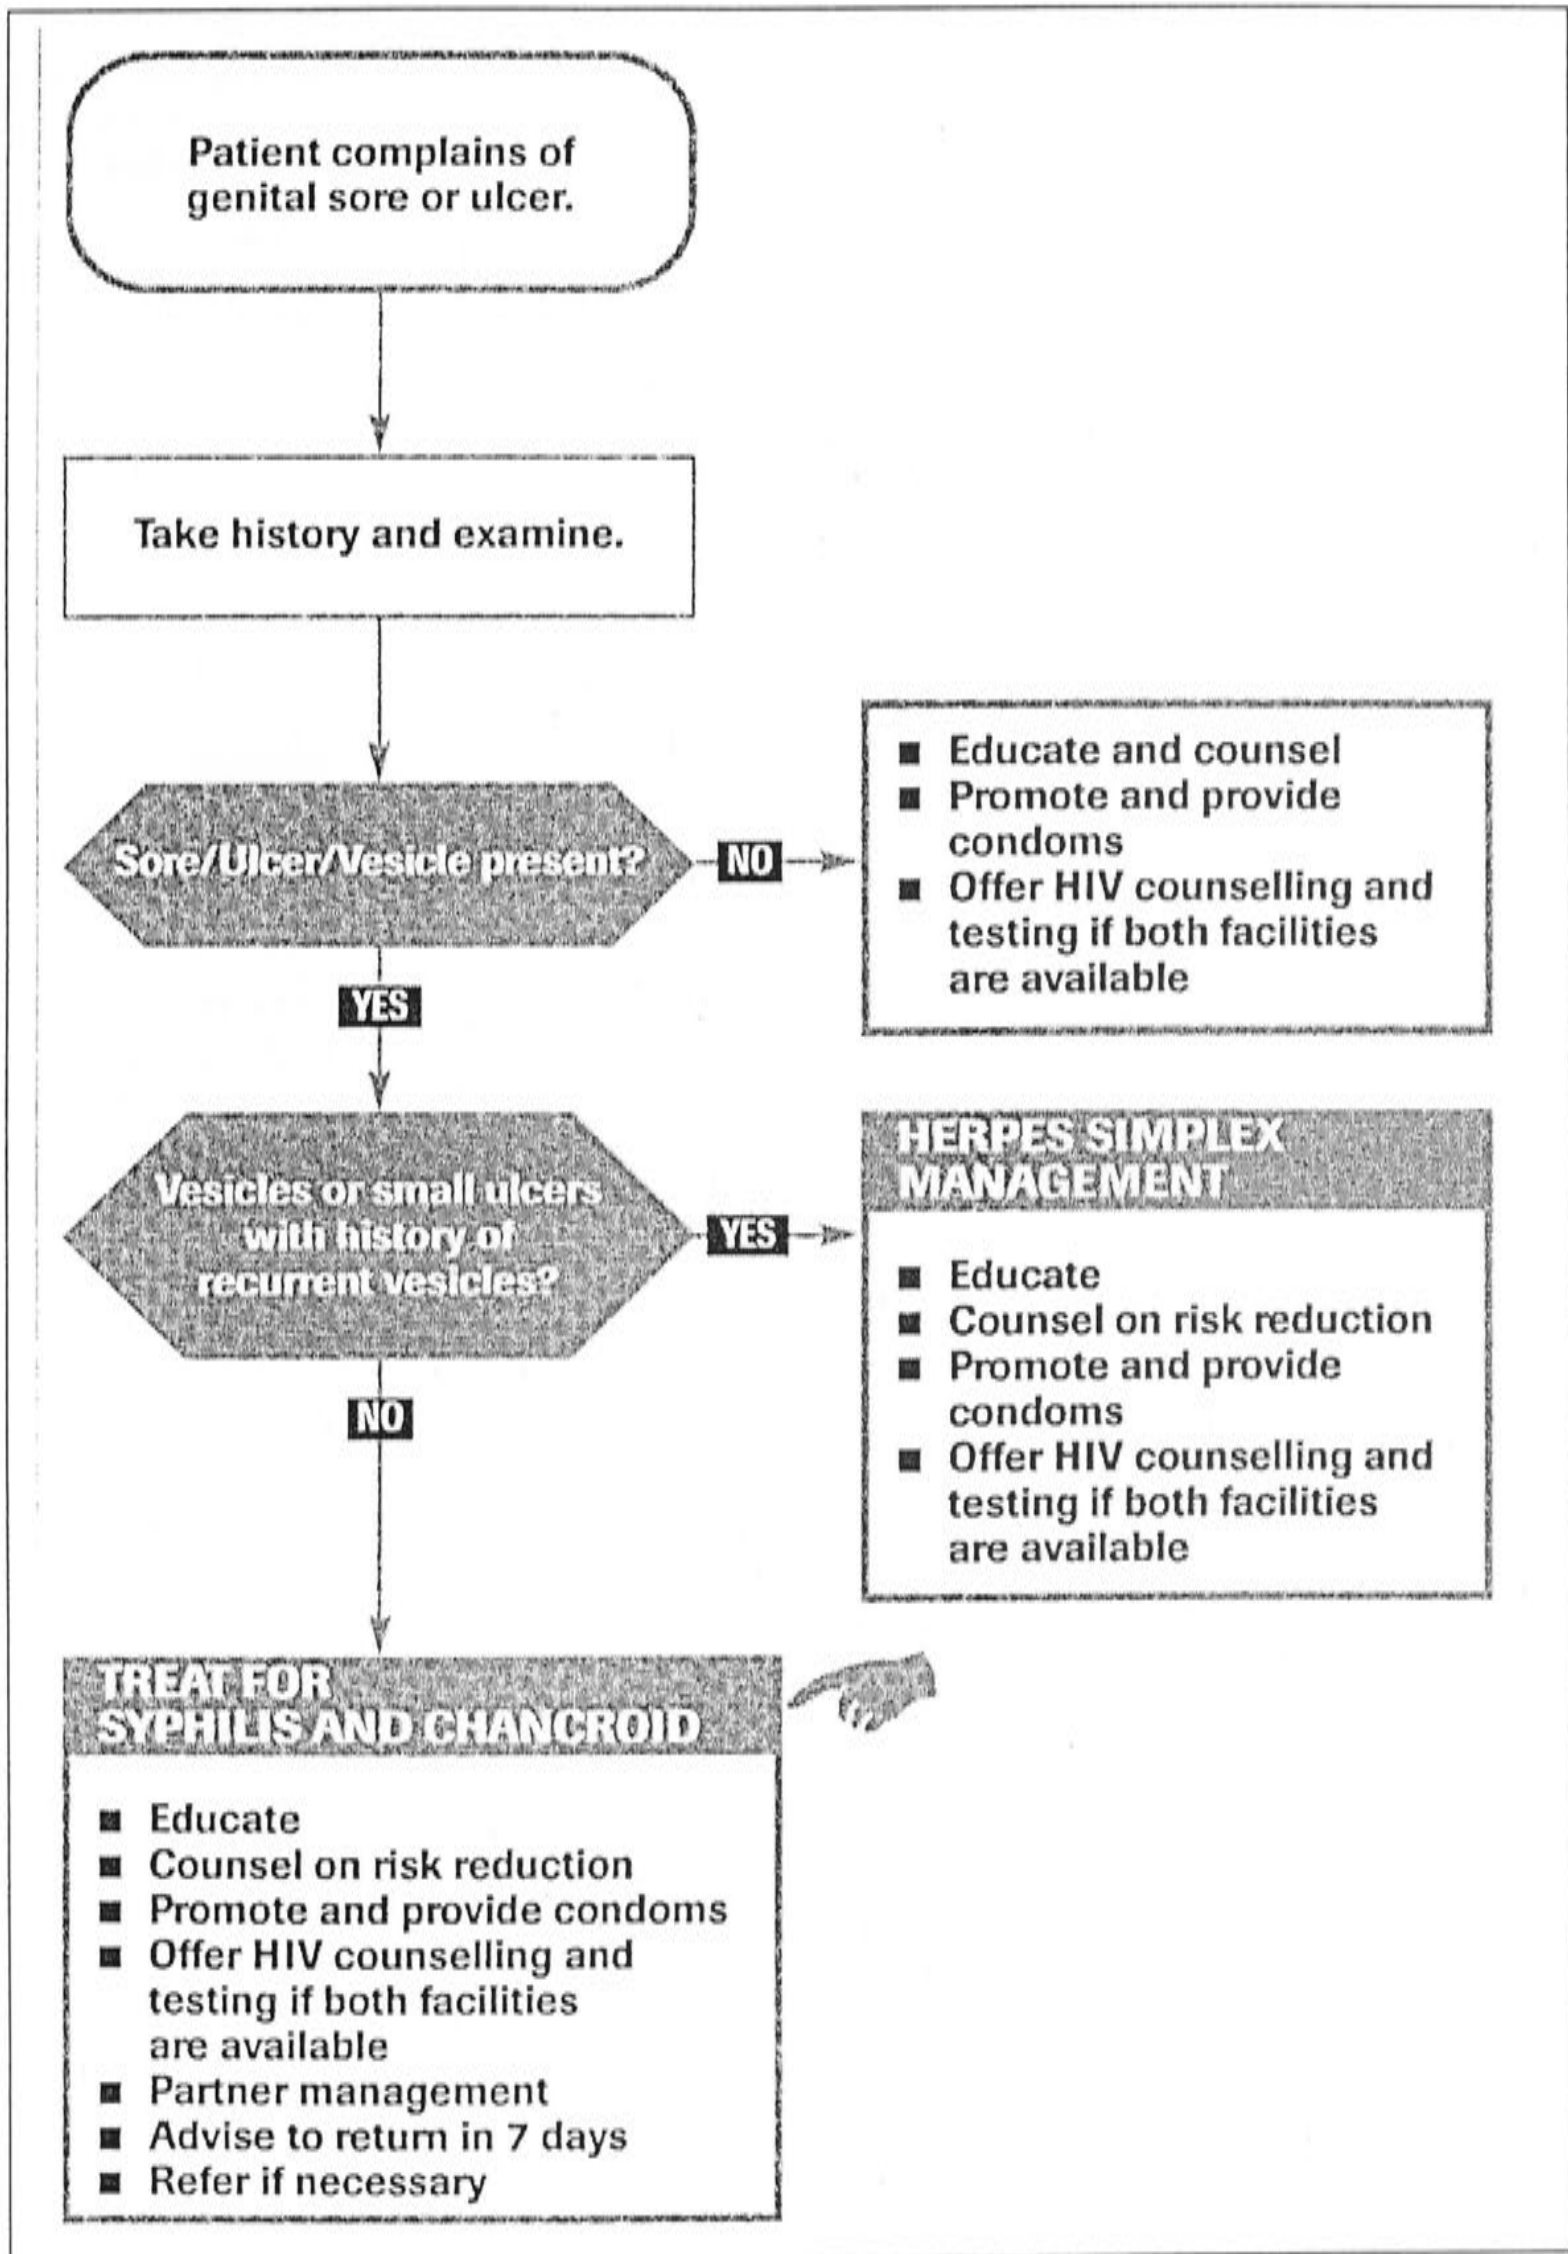 Patient complains of
genital sore or ulcer.
Take history and examine.
Sore/Ulcer/Vesicle present?
NO
■ Educate and counsel
■ Promote and provide
condoms
■ Offer HIV counselling and
testing if both facilities
are available
YES
Vesicles or small ulcers
with history of
recurrent vesicles?
YES
HERPES SIMPLEX
MANAGEMENT
■ Educate
■ Counsel on risk reduction
■ Promote and provide
condoms
■ Offer HIV counselling and
testing if both facilities
are available
NO
TREAT FOR
SYPHILIS AND CHANCROID
■ Educate
■ Counsel on risk reduction
■ Promote and provide condoms
■ Offer HIV counselling and
testing if both facilities
are available
■ Partner management
■ Advise to return in 7 days
■ Refer if necessary